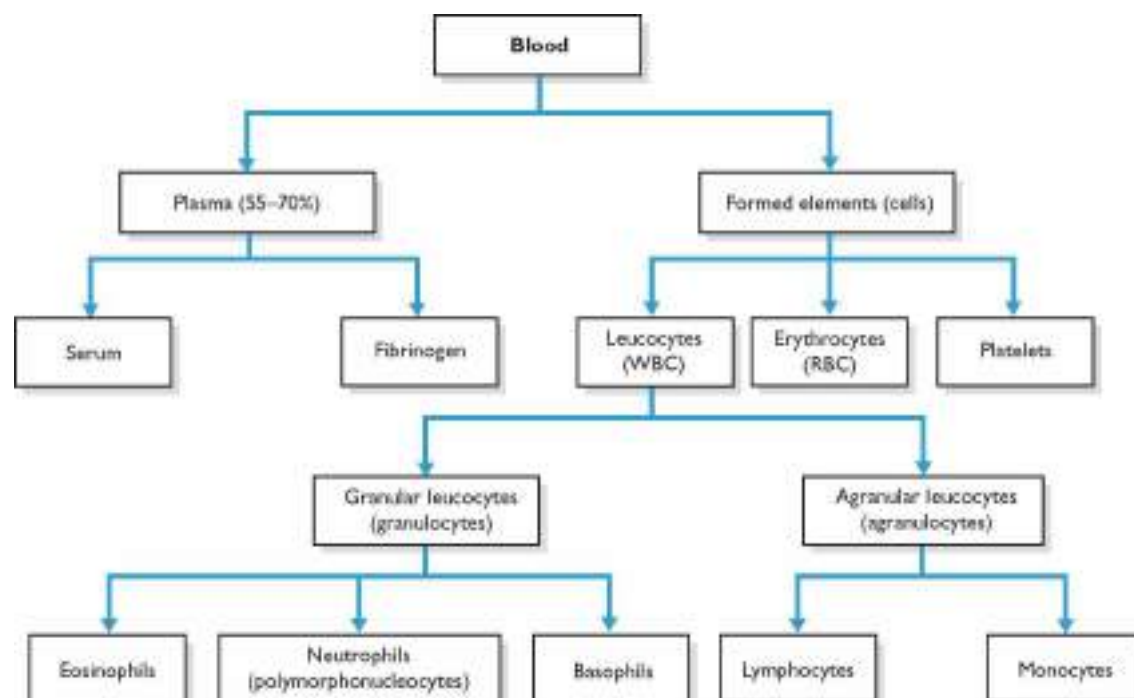 Blood
Plasma (55–70%)
Formed elements (cells)
Serum
Fibrinogen
Leucocytes
(WBC)
Erythrocytes
(RBC)
Platelets
Granular leucocytes
(granulocytes)
Agranular leucocytes
(agranulocytes)
Eosinophils
Neutrophils
(polymorphonucleocytes)
Basophils
Lymphocytes
Monocytes